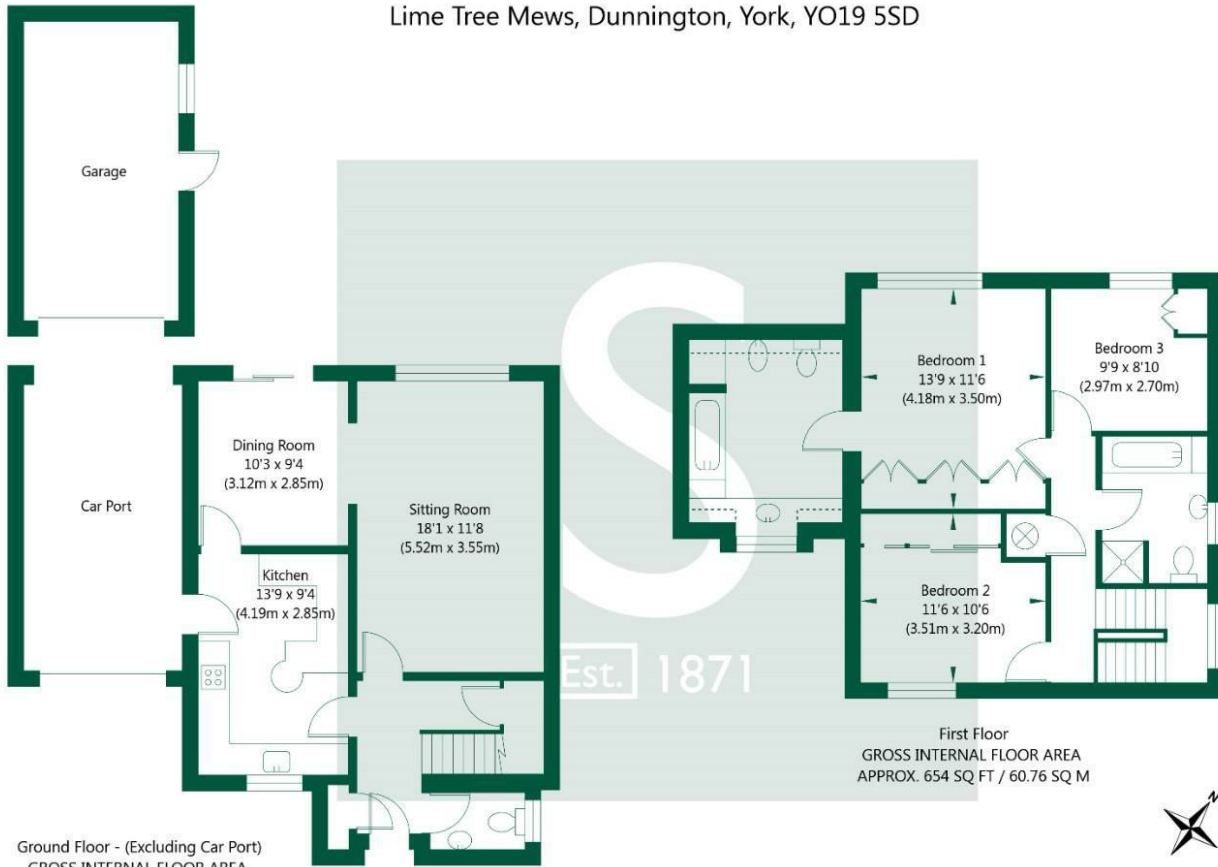 Lime Tree Mews, Dunnington, York, YO19 5SD
Garage
Car Port
Dining Room
10'3 x 9'4
(3.12m x 2.85m)
Kitchen
13'9 x 9'4
(4.19m x 2.85m)
Sitting Room
18'1 x 11'8
(5.52m x 3.55m)
S
Est. 1871
Bedroom 1
13'9 x 11'6
(4.18m x 3.50m)
Bedroom 3
9'9 x 8'10
(2.97m x 2.70m)
Bedroom 2
11'6 x 10'6
(3.51m x 3.20m)
First Floor
GROSS INTERNAL FLOOR AREA
APPROX. 654 SQ FT / 60.76 SQ M
N
Ground Floor - (Excluding Car Port)
GROSS INTERNAL FLOOR AREA